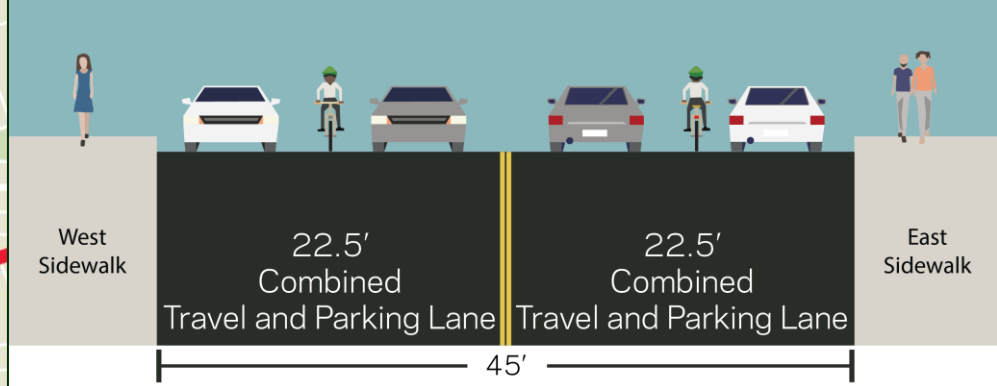 West
Sidewalk
22.5′
Combined
Travel and Parking Lane
22.5′
Combined
Travel and Parking Lane
East
Sidewalk
45′